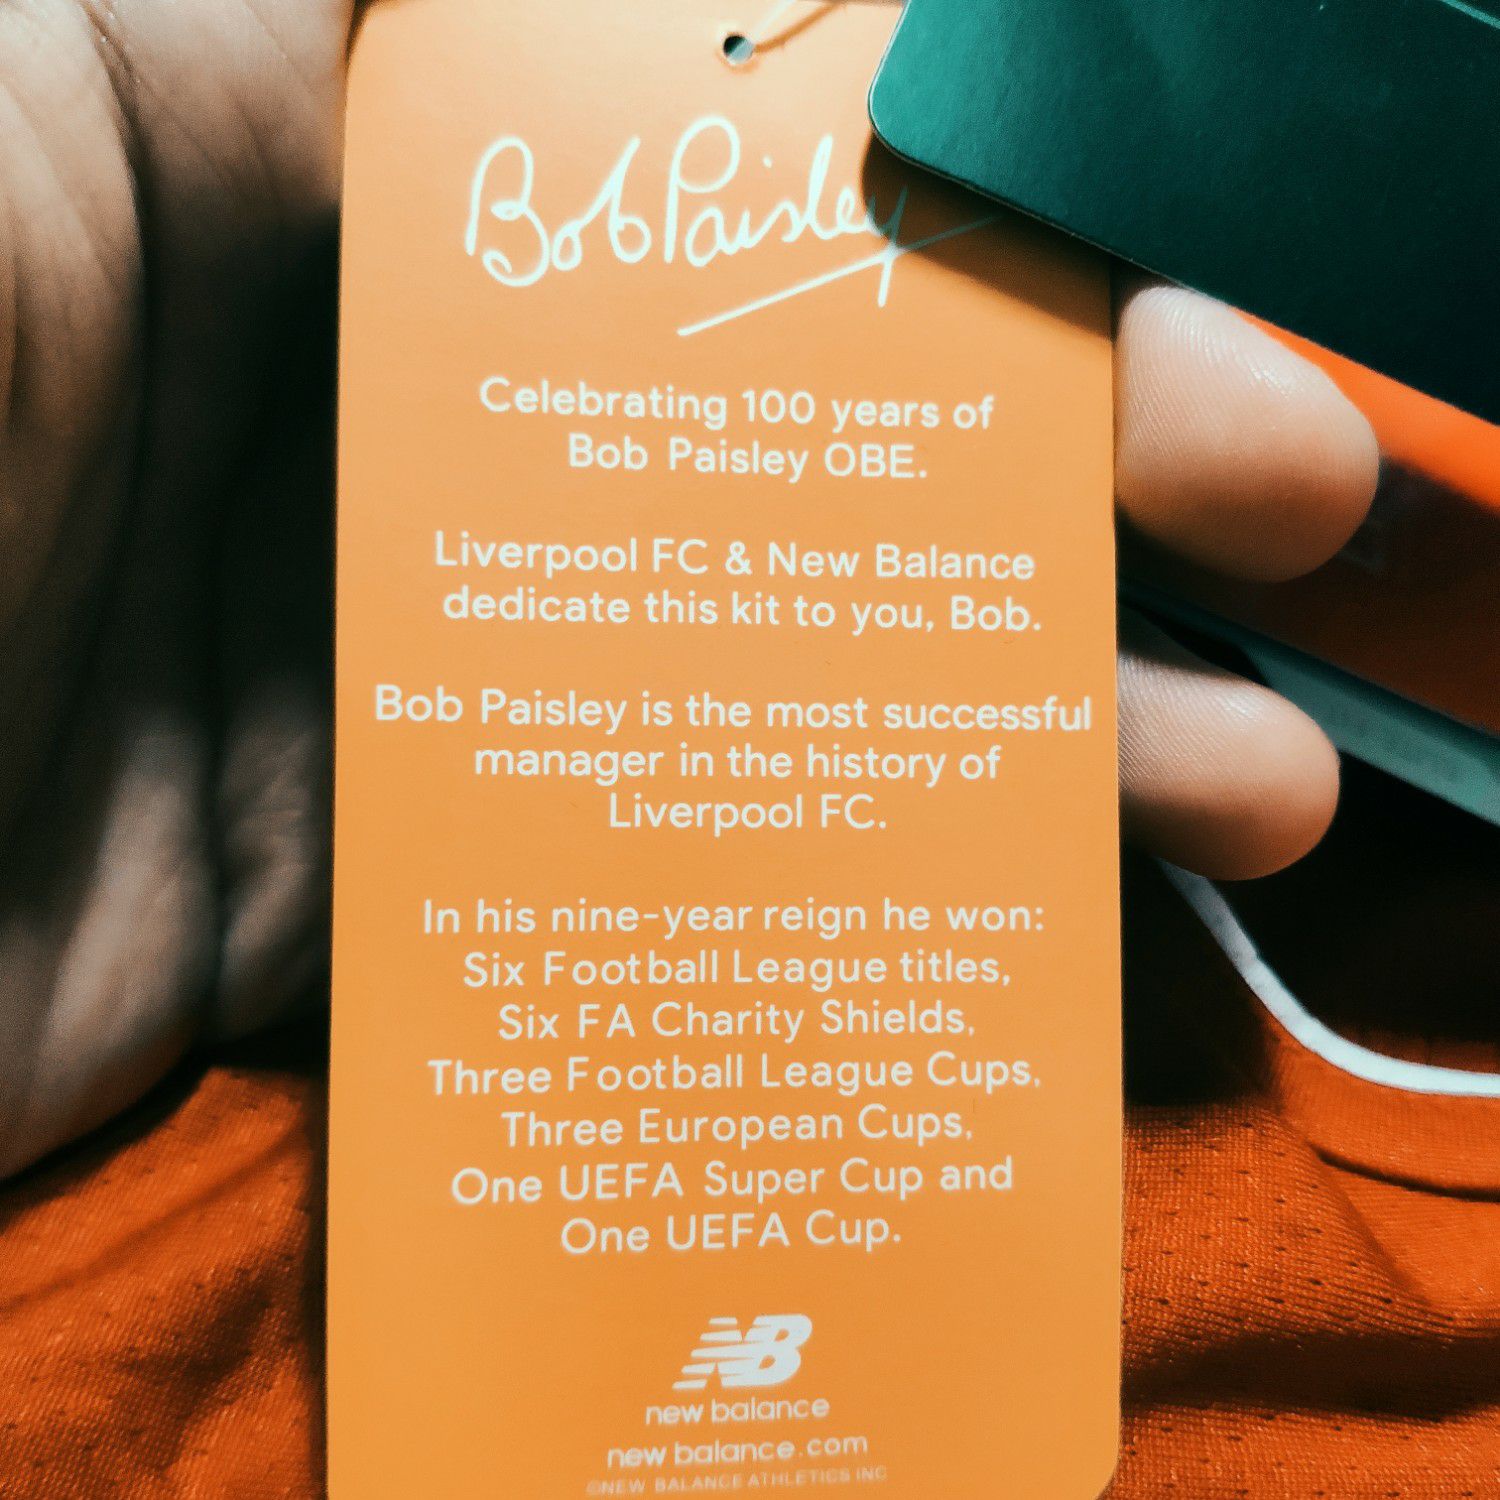 Bob Paisley
Celebrating 100 years of
Bob Paisley OBE.
Liverpool FC & New Balance
dedicate this kit to you, Bob.
Bob Paisley is the most successful
manager in the history of
Liverpool FC.
In his nine-year reign he won:
Six Football League titles,
Six FA Charity Shields,
Three Football League Cups,
Three European Cups,
One UEFA Super Cup and
One UEFA Cup.
NB
new balance
newbalance.com
©NEW BALANCE ATHLETICS INC